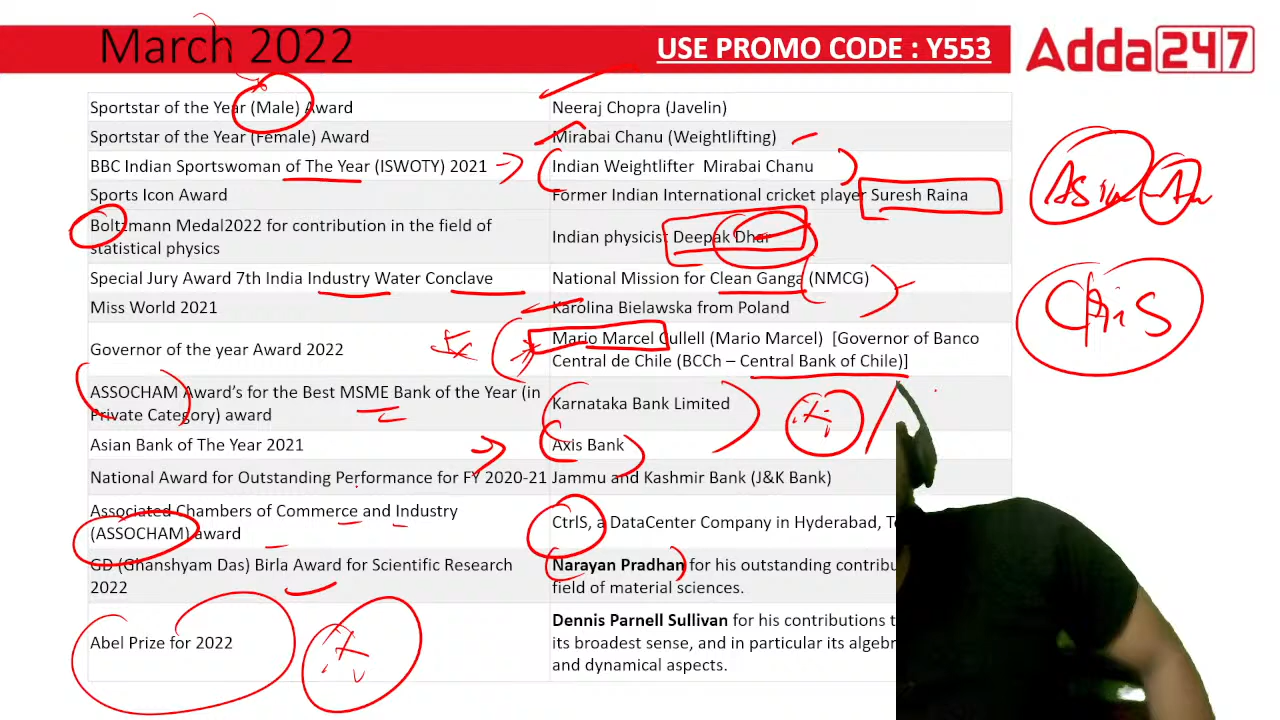 March 2022
USE PROMO CODE : Y553
Adda247
Sportstar of the Year (Male) Award
Neeraj Chopra (Javelin)
Sportstar of the Year (Female) Award
Mirabai Chanu (Weightlifting)
BBC Indian Sportswoman of The Year (ISWOTY) 2021
Indian Weightlifter Mirabai Chanu
Sports Icon Award
Former Indian International cricket player Suresh Raina
Boltzmann Medal2022 for contribution in the field of
statistical physics
Indian physicist Deepak Dhar
Special Jury Award 7th India Industry Water Conclave
National Mission for Clean Ganga (NMCG)
Miss World 2021
Karolina Bielawska from Poland
Governor of the year Award 2022
Mario Marcel Cullell (Mario Marcel) [Governor of Banco
Central de Chile (BCCh – Central Bank of Chile)]
ASSOCHAM Award's for the Best MSME Bank of the Year (in
Private Category) award
Karnataka Bank Limited
Asian Bank of The Year 2021
Axis Bank
National Award for Outstanding Performance for FY 2020-21
Jammu and Kashmir Bank (J&K Bank)
Associated Chambers of Commerce and Industry
(ASSOCHAM) award
CtrlS, a DataCenter Company in Hyderabad,
GD (Ghanshyam Das) Birla Award for Scientific Research
2022
Narayan Pradhan for his outstanding
field of material sciences.
Abel Prize for 2022
Dennis Parnell Sullivan for his contributions
its broadest sense, and in particular its
and dynamical aspects.
Asian